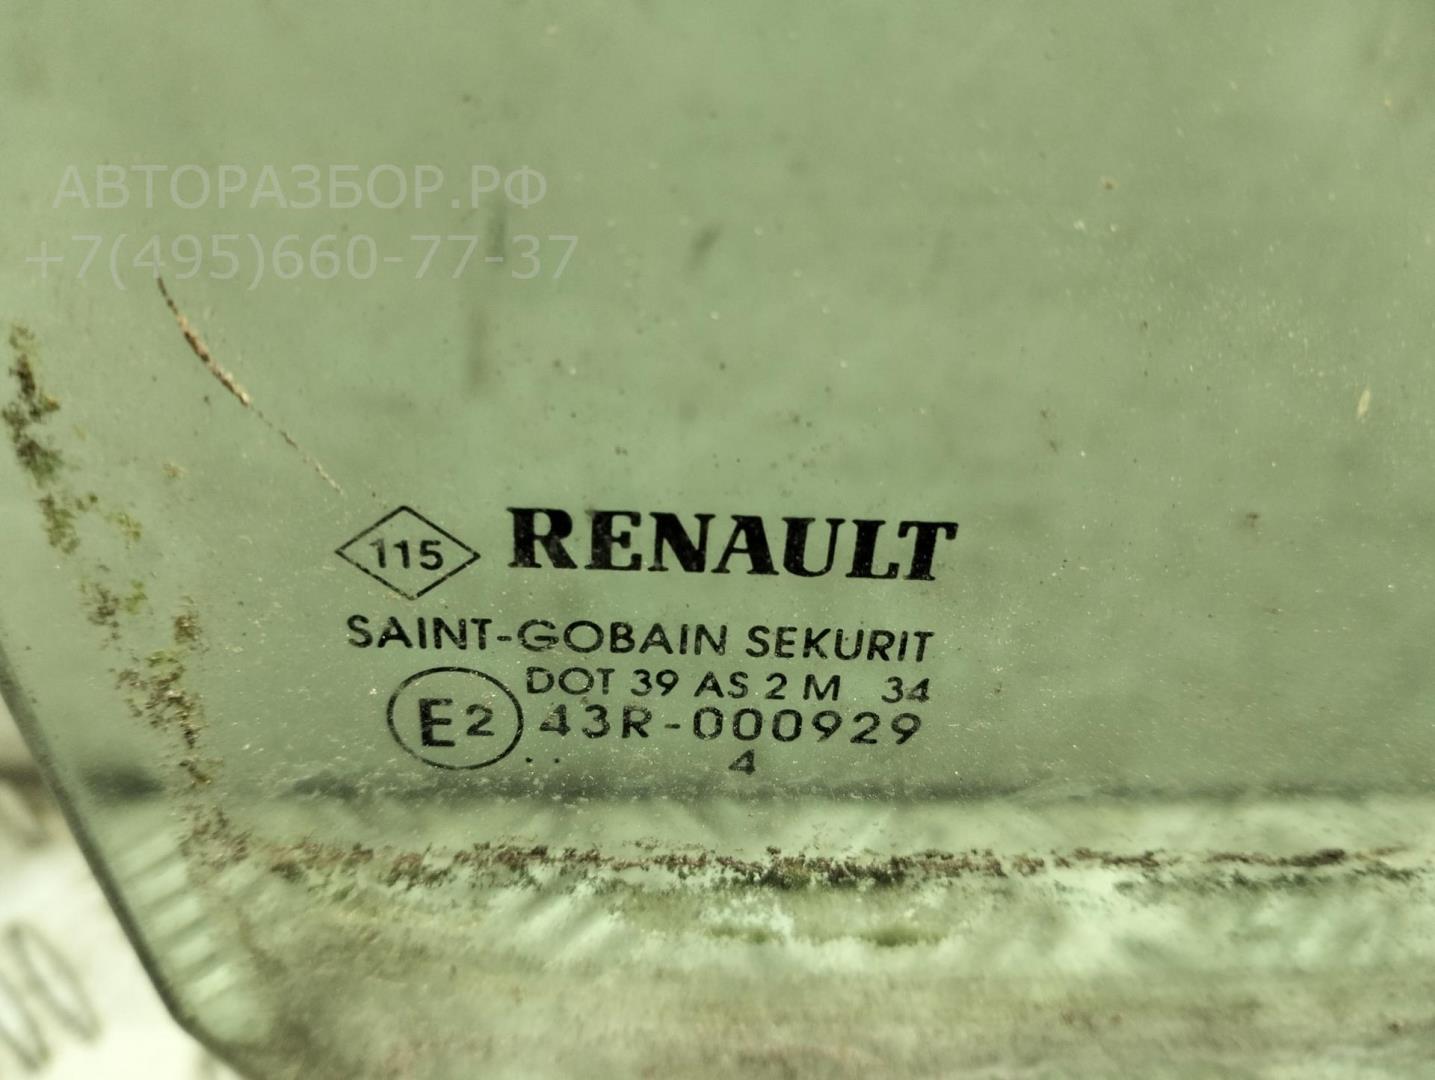 АВТОРАЗБОР.РФ
+7(495)660-77-37
115 RENAULT
SAINT-GOBAIN SEKURIT
DOT 39 AS 2 M 34
E2 43R-000929
.. 4